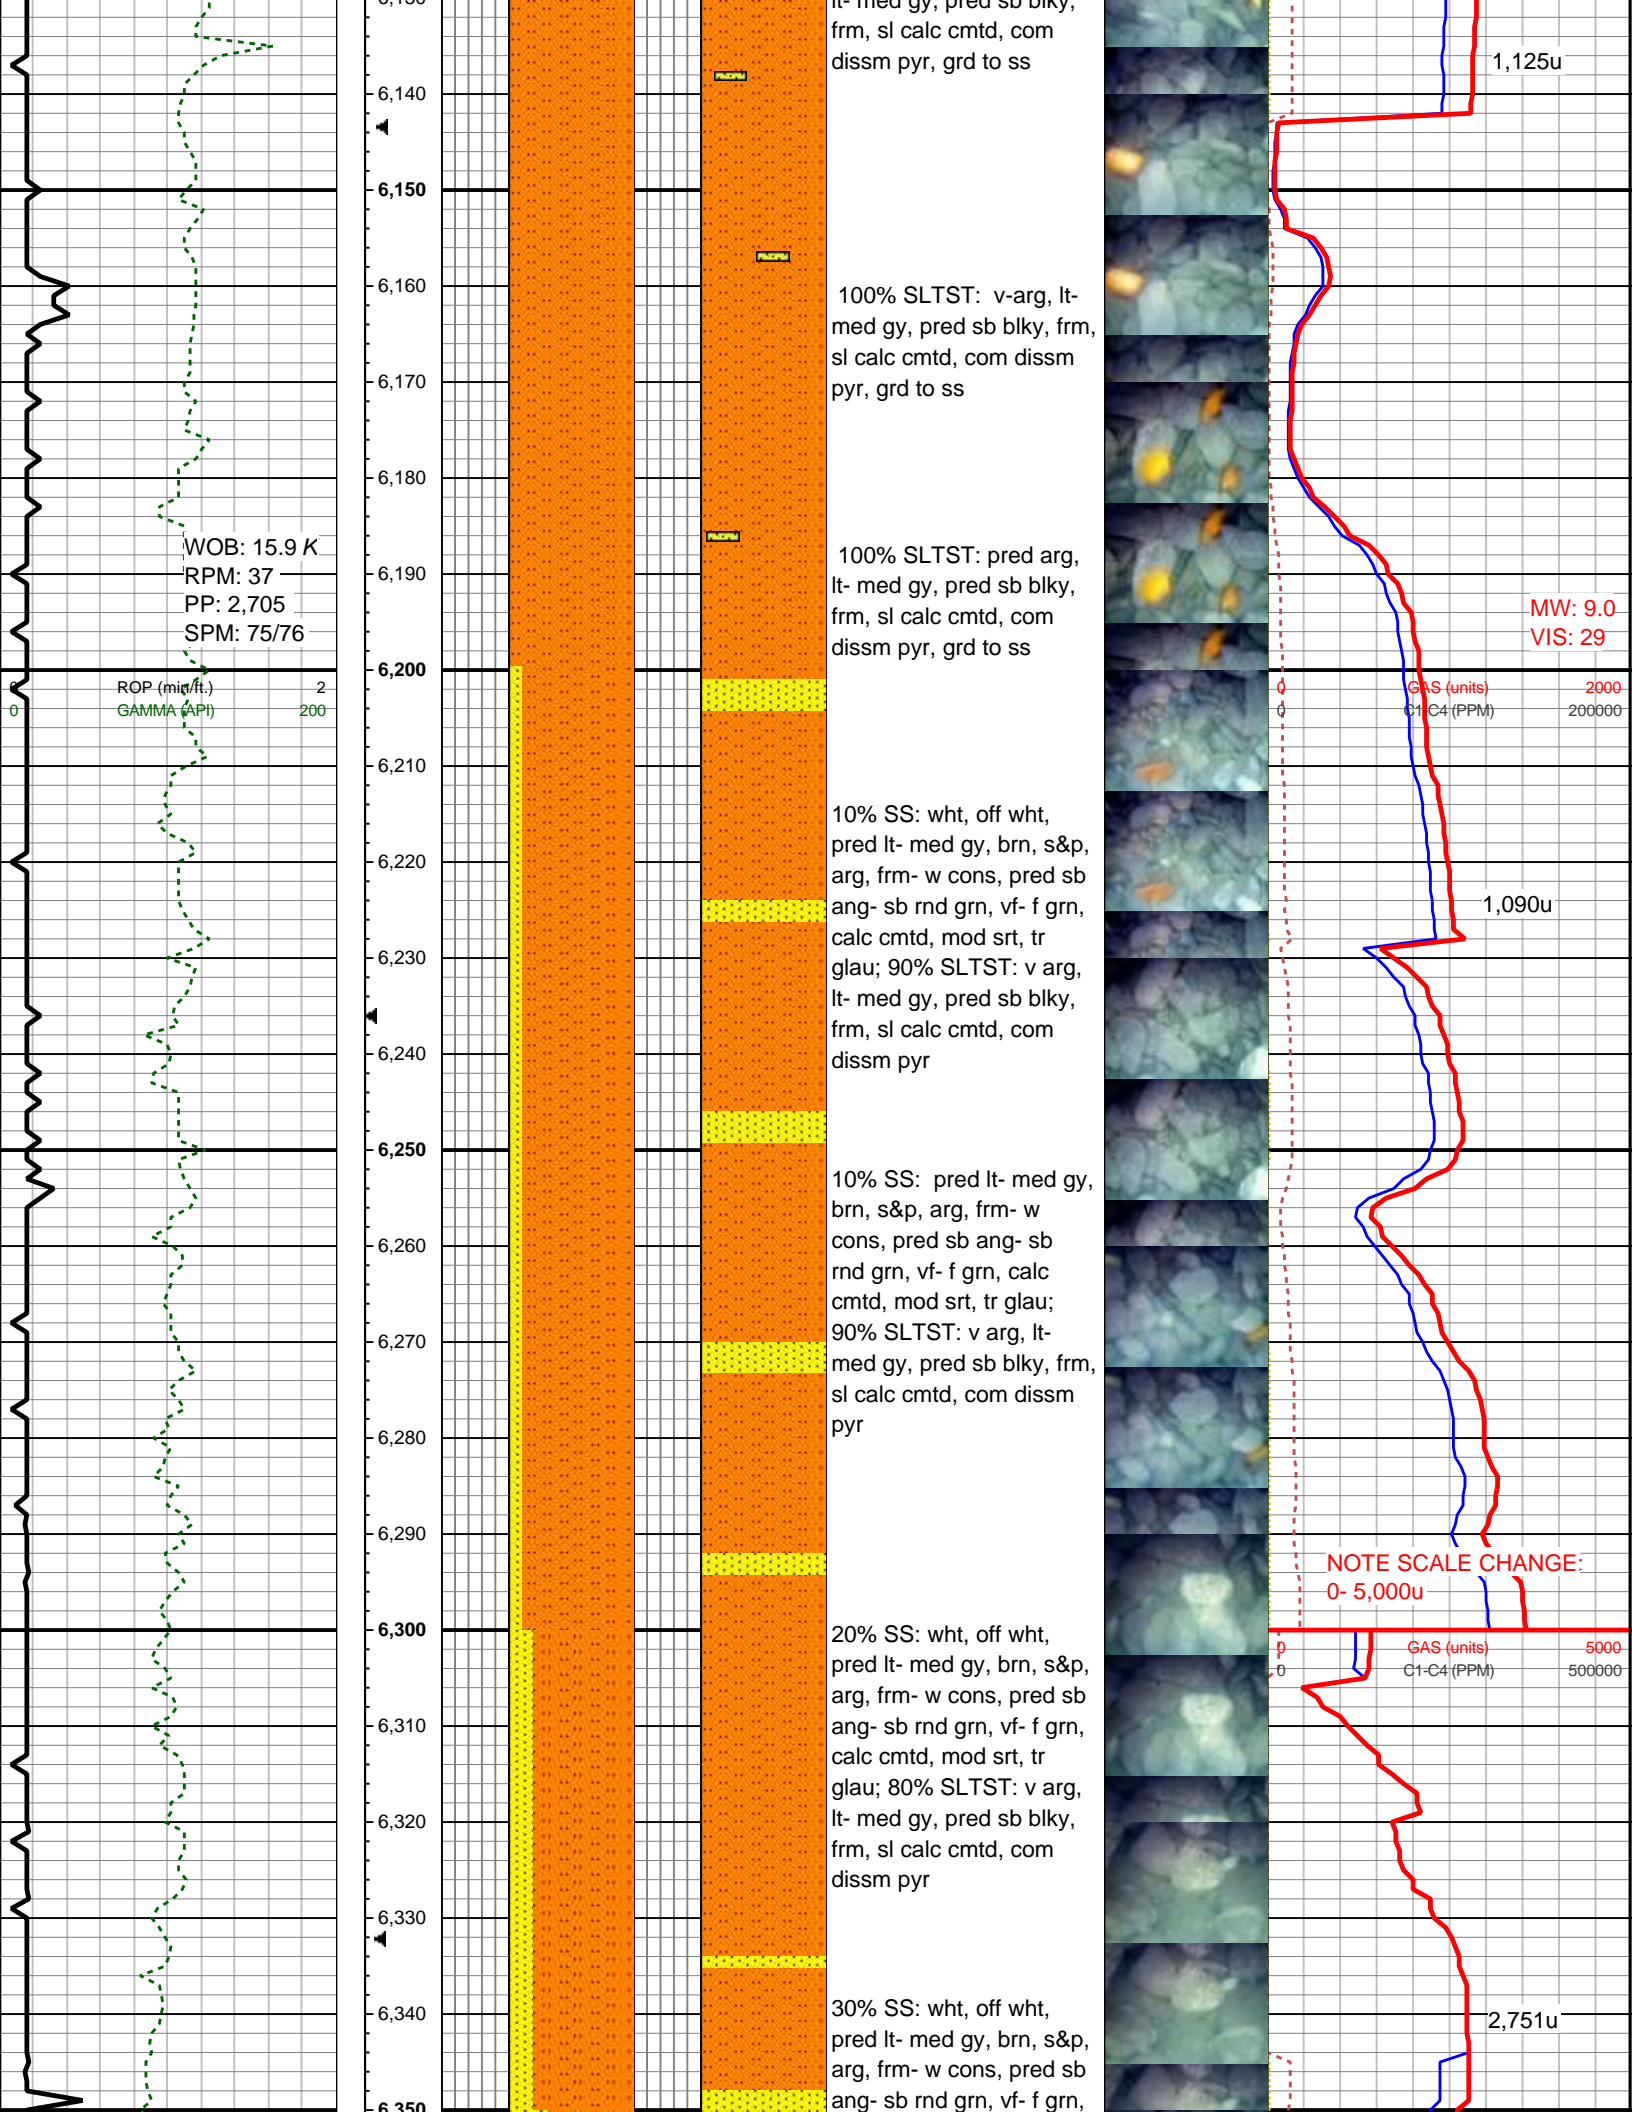 lt- med gy, pred sb blky,
frm, sl calc cmtd, com
dissm pyr, grd to ss
1,125u
6,130
6,140
6,150
6,160
6,170
6,180
6,190
6,200
6,210
6,220
6,230
6,240
6,250
6,260
6,270
6,280
6,290
6,300
6,310
6,320
6,330
6,340
6,350
100% SLTST:  v-arg, lt-
med gy, pred sb blky, frm,
sl calc cmtd, com dissm
pyr, grd to ss
WOB: 15.9 K
RPM: 37
PP: 2,705
SPM: 75/76
100% SLTST: pred arg,
lt- med gy, pred sb blky,
frm, sl calc cmtd, com
dissm pyr, grd to ss
MW: 9.0
VIS: 29
0 ROP (min/ft.) 2
0 GAMMA (API) 200
0 GAS (units) 2000
0 C1-C4 (PPM) 200000
10% SS: wht, off wht,
pred lt- med gy, brn, s&p,
arg, frm- w cons, pred sb
ang- sb rnd grn, vf- f grn,
calc cmtd, mod srt, tr
glau; 90% SLTST: v arg,
lt- med gy, pred sb blky,
frm, sl calc cmtd, com
dissm pyr
1,090u
10% SS:  pred lt- med gy,
brn, s&p, arg, frm- w
cons, pred sb ang- sb
rnd grn, vf- f grn, calc
cmtd, mod srt, tr glau;
90% SLTST: v arg, lt-
med gy, pred sb blky, frm,
sl calc cmtd, com dissm
pyr
NOTE SCALE CHANGE:
0- 5,000u
0 GAS (units) 5000
0 C1-C4 (PPM) 500000
20% SS: wht, off wht,
pred lt- med gy, brn, s&p,
arg, frm- w cons, pred sb
ang- sb rnd grn, vf- f grn,
calc cmtd, mod srt, tr
glau; 80% SLTST: v arg,
lt- med gy, pred sb blky,
frm, sl calc cmtd, com
dissm pyr
2,751u
30% SS: wht, off wht,
pred lt- med gy, brn, s&p,
arg, frm- w cons, pred sb
ang- sb rnd grn, vf- f grn,